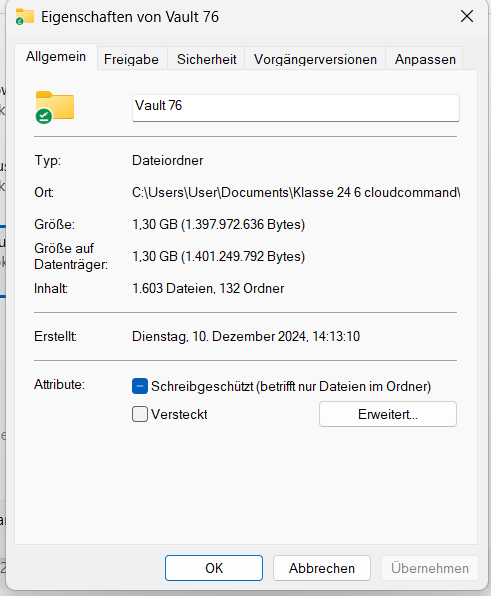 Eigenschaften von Vault 76
Allgemein Freigabe Sicherheit Vorgängerversionen Anpassen
Vault 76
Typ: Dateiordner
Ort: C:\Users\User\Documents\Klasse 24 6 cloudcommand\
Größe: 1,30 GB (1.397.972.636 Bytes)
Größe auf
Datenträger: 1,30 GB (1.401.249.792 Bytes)
Inhalt: 1.603 Dateien, 132 Ordner
Erstellt: Dienstag, 10. Dezember 2024, 14:13:10
Attribute: Schreibgeschützt (betrifft nur Dateien im Ordner)
Versteckt Erweitert...
OK Abbrechen Übernehmen